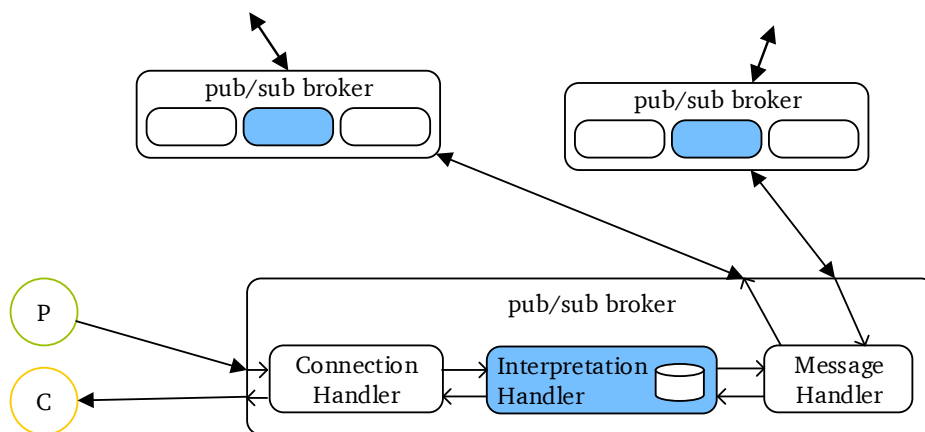 pub/sub broker
pub/sub broker
pub/sub broker
P
Connection
Handler
Interpretation
Handler
Message
Handler
C